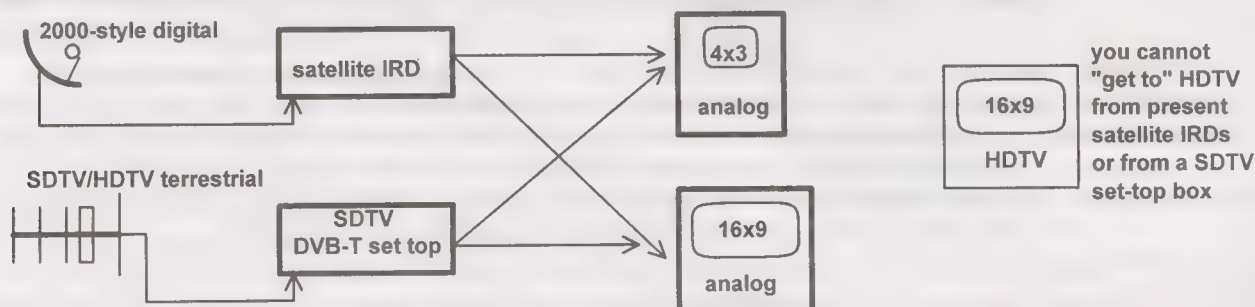 2000-style digital
satellite IRD
4x3
analog
SDTV/HDTV terrestrial
SDTV
DVB-T set top
16x9
analog
16x9
HDTV
you cannot
"get to" HDTV
from present
satellite IRDs
or from a SDTV
set-top box